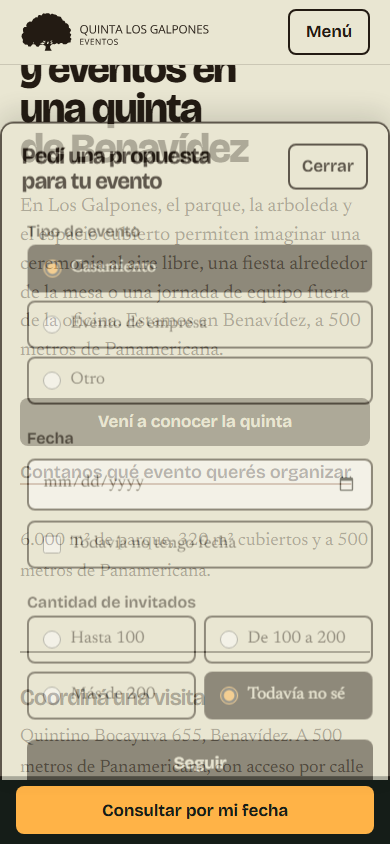 QUINTA LOS GALPONES
EVENTOS
Menú
y eventos en
una quinta
de Benavídez
Pedí una propuesta
para tu evento
Cerrar
En Los Galpones, el parque, la arboleda y
el espacio cubierto permiten imaginar una
ceremonia al aire libre, una fiesta alrededor
de la mesa o una jornada de equipo fuera
de la oficina. Estamos en Benavídez, a 500
metros de Panamericana.
Tipo de evento
Casamiento
Evento de empresa
Otro
Vení a conocer la quinta
Fecha
Contanos qué evento querés organizar
mm/dd/yyyy
Todavía no tengo fecha
6.000 m² de parque, 320 m² cubiertos y a 500
metros de Panamericana.
Cantidad de invitados
Hasta 100
De 100 a 200
Más de 200
Todavía no sé
Coordiná una visita
Quintino Bocayuva 655, Benavídez. A 500
metros de Panamericana, con acceso por calle
Seguir
Consultar por mi fecha